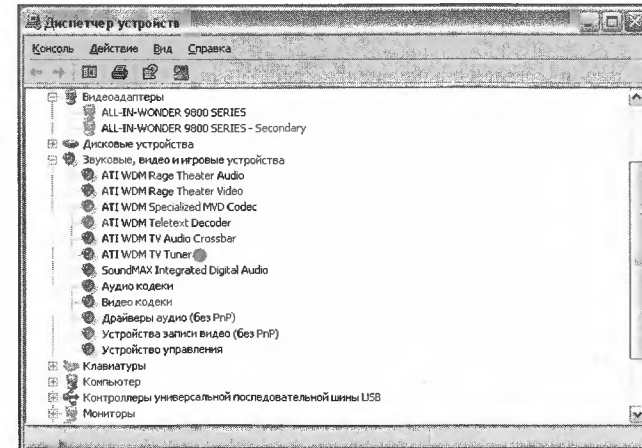 Диспетчер устройств
Консоль Действие Вид Справка
Видеоадаптеры
ALL-IN-WONDER 9800 SERIES
ALL-IN-WONDER 9800 SERIES - Secondary
Дисковые устройства
Звуковые, видео и игровые устройства
ATI WDM Rage Theater Audio
ATI WDM Rage Theater Video
ATI WDM Specialized MVD Codec
ATI WDM Teletext Decoder
ATI WDM TV Audio Crossbar
ATI WDM TV Tuner
SoundMAX Integrated Digital Audio
Аудио кодеки
Видео кодеки
Драйверы аудио (без PnP)
Устройства записи видео (без PnP)
Устройство управления
Клавиатуры
Компьютер
Контроллеры универсальной последовательной шины USB
Мониторы